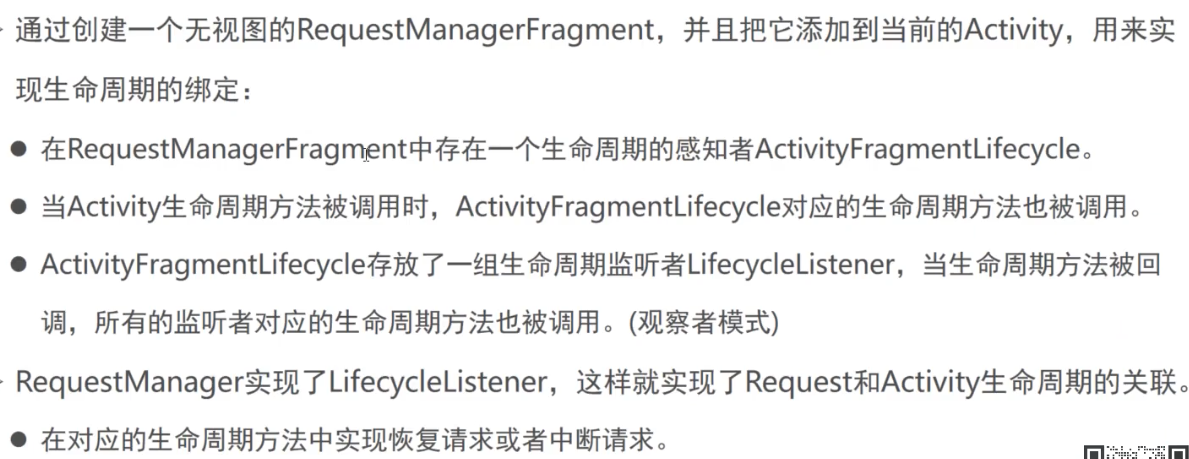 通过创建一个无视图的RequestManagerFragment，并且把它添加到当前的Activity，用来实
现生命周期的绑定：
● 在RequestManagerFragment中存在一个生命周期的感知者ActivityFragmentLifecycle。
● 当Activity生命周期方法被调用时，ActivityFragmentLifecycle对应的生命周期方法也被调用。
● ActivityFragmentLifecycle存放了一组生命周期监听者LifecycleListener，当生命周期方法被回
调，所有的监听者对应的生命周期方法也被调用。(观察者模式)
RequestManager实现了LifecycleListener，这样就实现了Request和Activity生命周期的关联。
● 在对应的生命周期方法中实现恢复请求或者中断请求。